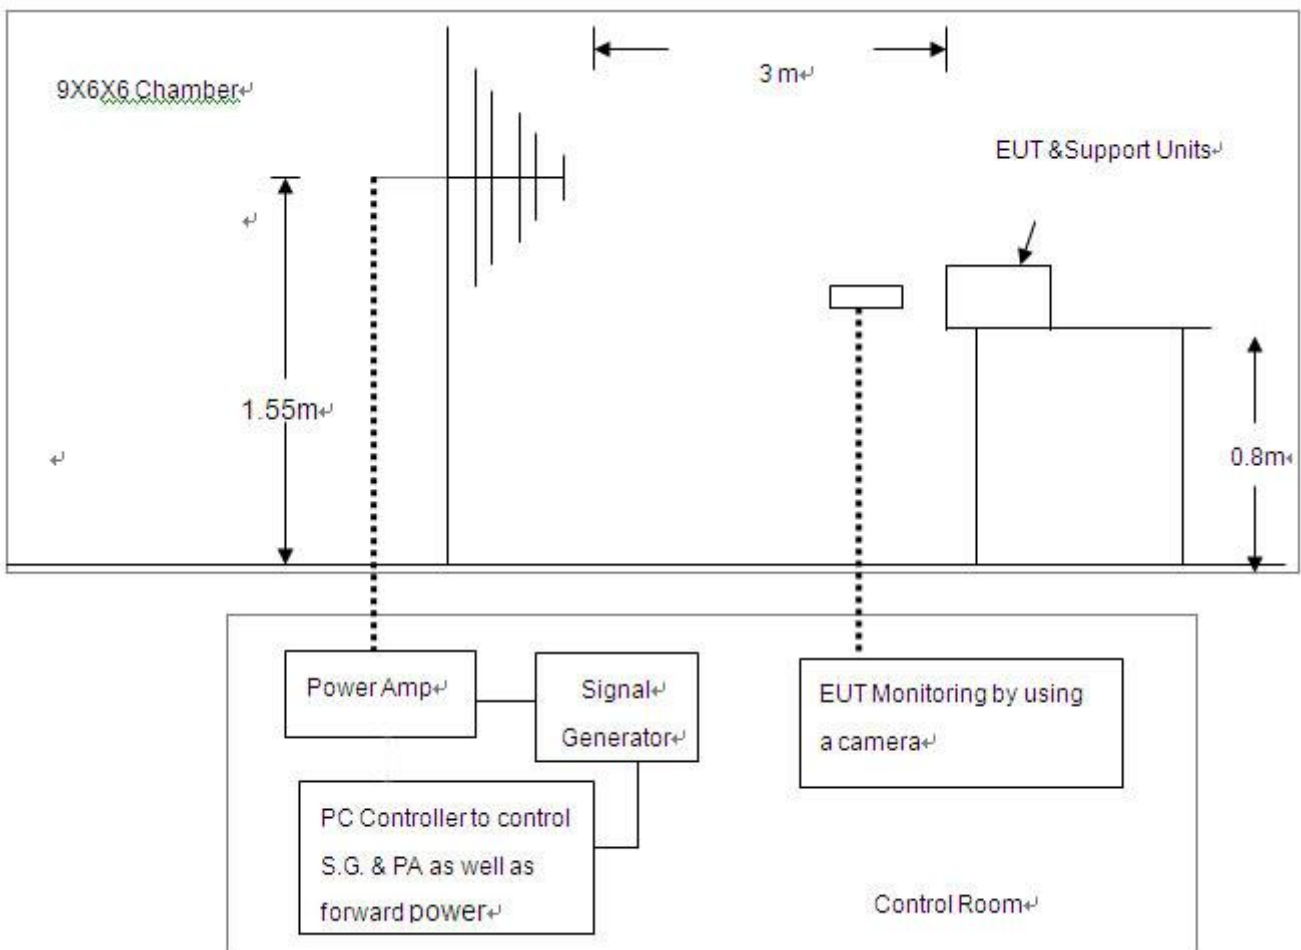 3 m
9X6X6 Chamber
EUT &Support Units
1.55m
0.8m
Power Amp
Signal
Generator
EUT Monitoring by using
a camera
PC Controller to control
S.G. & PA as well as
forward power
Control Room